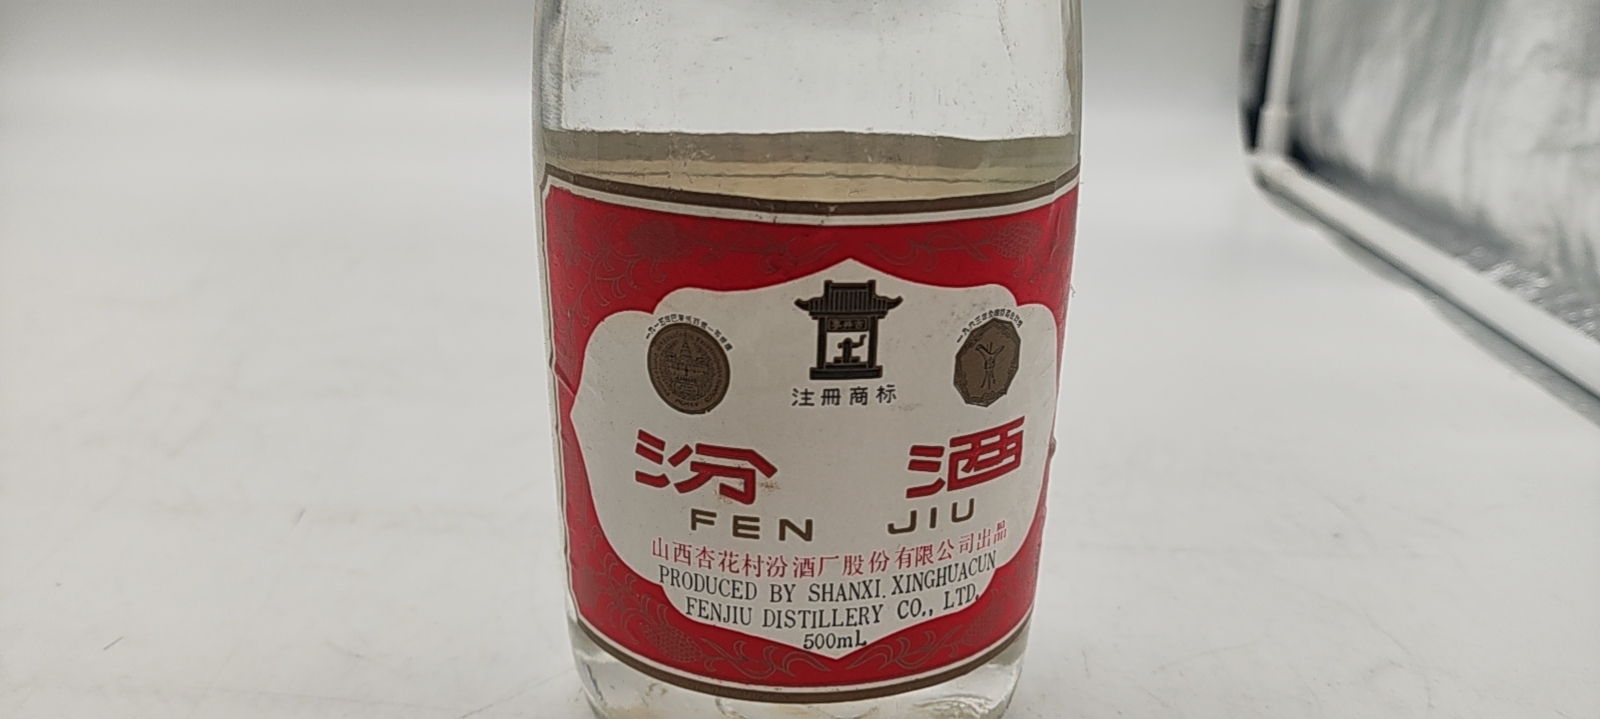 注冊商标
汾 酒
FEN JIU
山西杏花村汾酒厂股份有限公司出品
PRODUCED BY SHANXI. XINGHUACUN
FENJIU DISTILLERY CO., LTD.
500mL